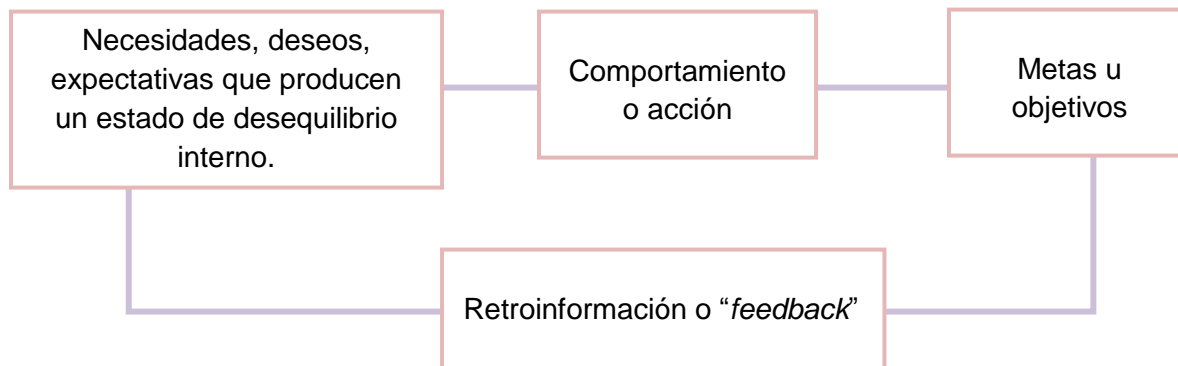 Necesidades, deseos,
expectativas que producen
un estado de desequilibrio
interno.
Comportamiento
o acción
Metas u
objetivos
Retroinformación o “feedback”